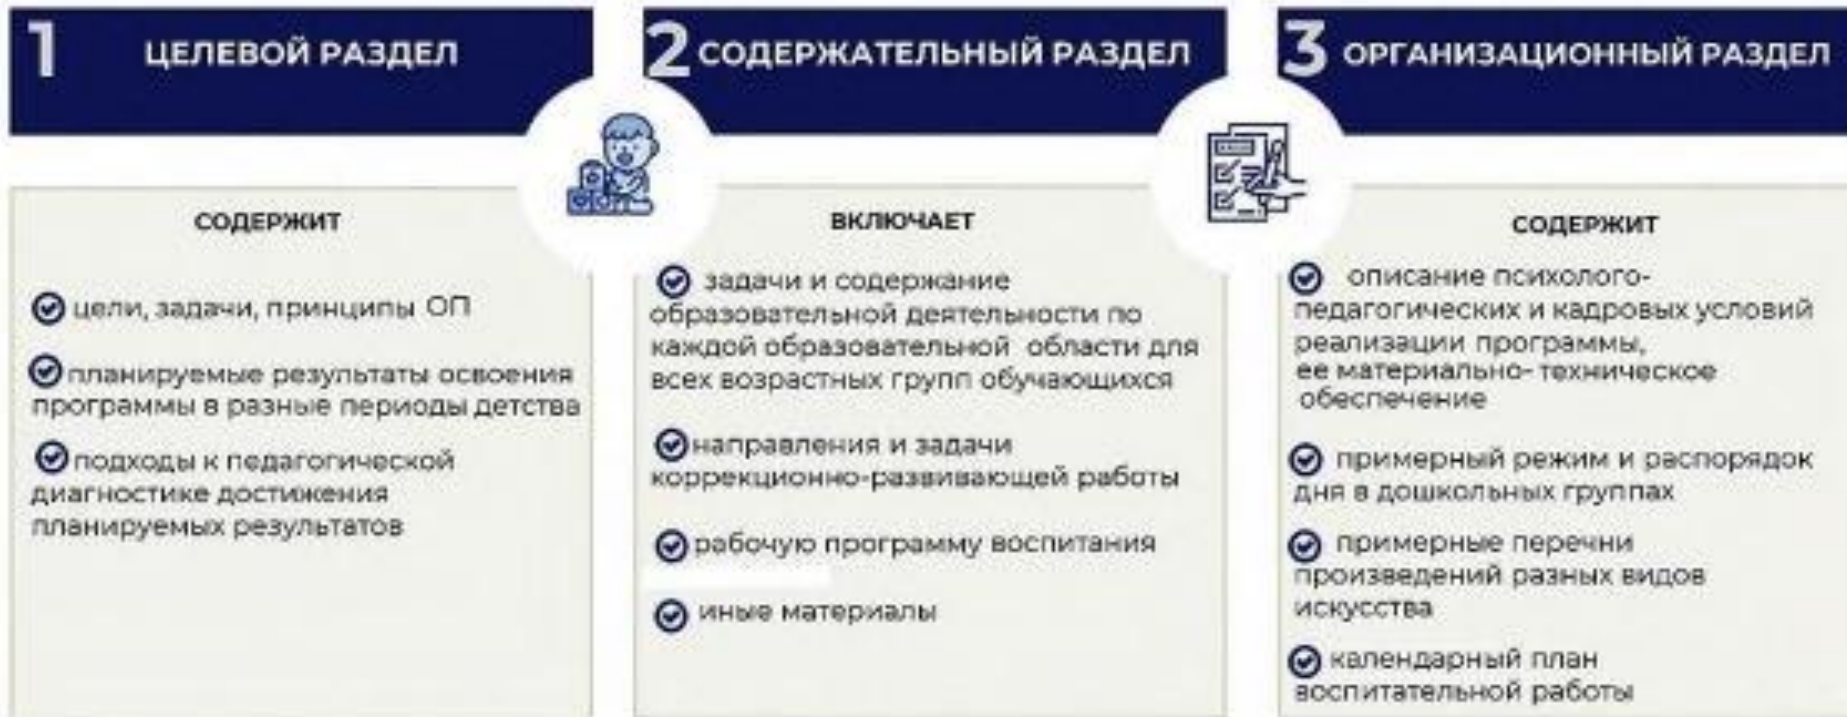 1 ЦЕЛЕВОЙ РАЗДЕЛ
СОДЕРЖИТ
цели, задачи, принципы ОП
планируемые результаты освоения
программы в разные периоды детства
подходы к педагогической
диагностике достижения
планируемых результатов
2 СОДЕРЖАТЕЛЬНЫЙ РАЗДЕЛ
ВКЛЮЧАЕТ
задачи и содержание
образовательной деятельности по
каждой образовательной области для
всех возрастных групп обучающихся
направления и задачи
коррекционно-развивающей работы
рабочую программу воспитания
иные материалы
3 ОРГАНИЗАЦИОННЫЙ РАЗДЕЛ
СОДЕРЖИТ
описание психолого-
педагогических и кадровых условий
реализации программы,
ее материально- техническое
обеспечение
примерный режим и распорядок
дня в дошкольных группах
примерные перечни
произведений разных видов
искусства
календарный план
воспитательной работы